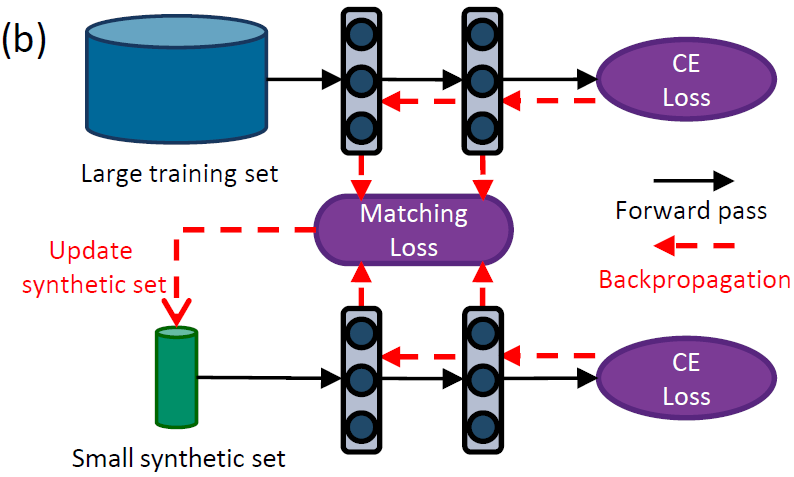 (b)
CE
Loss
Large training set
Matching
Loss
Forward pass
Update
synthetic set
Backpropagation
CE
Loss
Small synthetic set